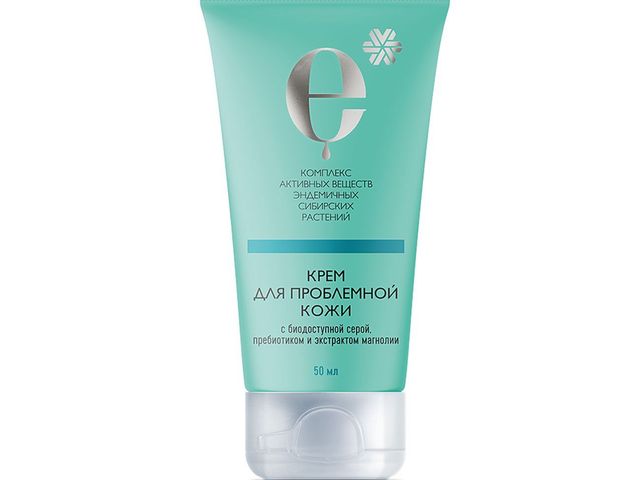 e
КОМПЛЕКС
АКТИВНЫХ ВЕЩЕСТВ
ЭНДЕМИЧНЫХ
СИБИРСКИХ
РАСТЕНИЙ
КРЕМ
ДЛЯ ПРОБЛЕМНОЙ
КОЖИ
с биодоступной серой,
пребиотиком и экстрактом магнолии
50 мл